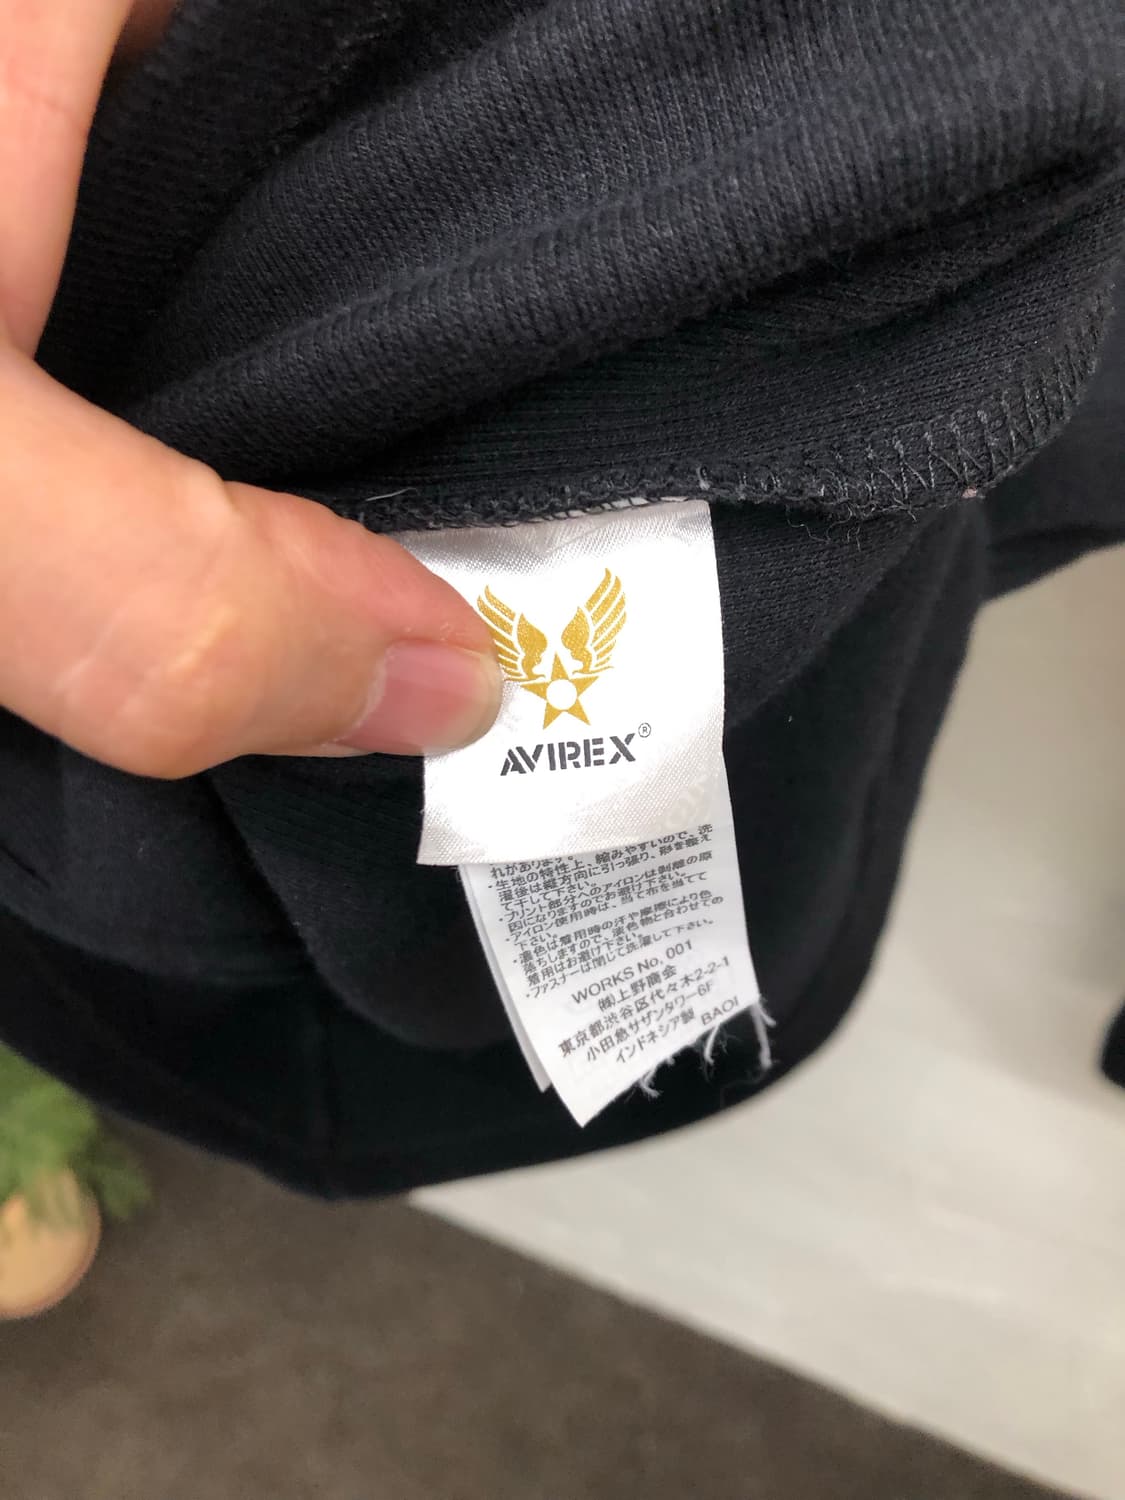 AVIREX®
れがあります。
・生地の特性上、縮みやすいので、洗
濯後は縦方向に引っ張り、形を整え
て干して下さい。
・プリント部分へのアイロンは剥離の原
因になりますのでお避け下さい。
・アイロン使用時は、当て布を当てて
下さい。
・濃色は着用時の汗や摩擦により色
落ちしますので、淡色物と合わせての
着用はお避け下さい。
・ファスナーは閉じて洗濯して下さい。
WORKS No, 001
㈱上野商会
東京都渋谷区代々木2-2-1
小田急サザンタワー6F
インドネシア製 BAOI